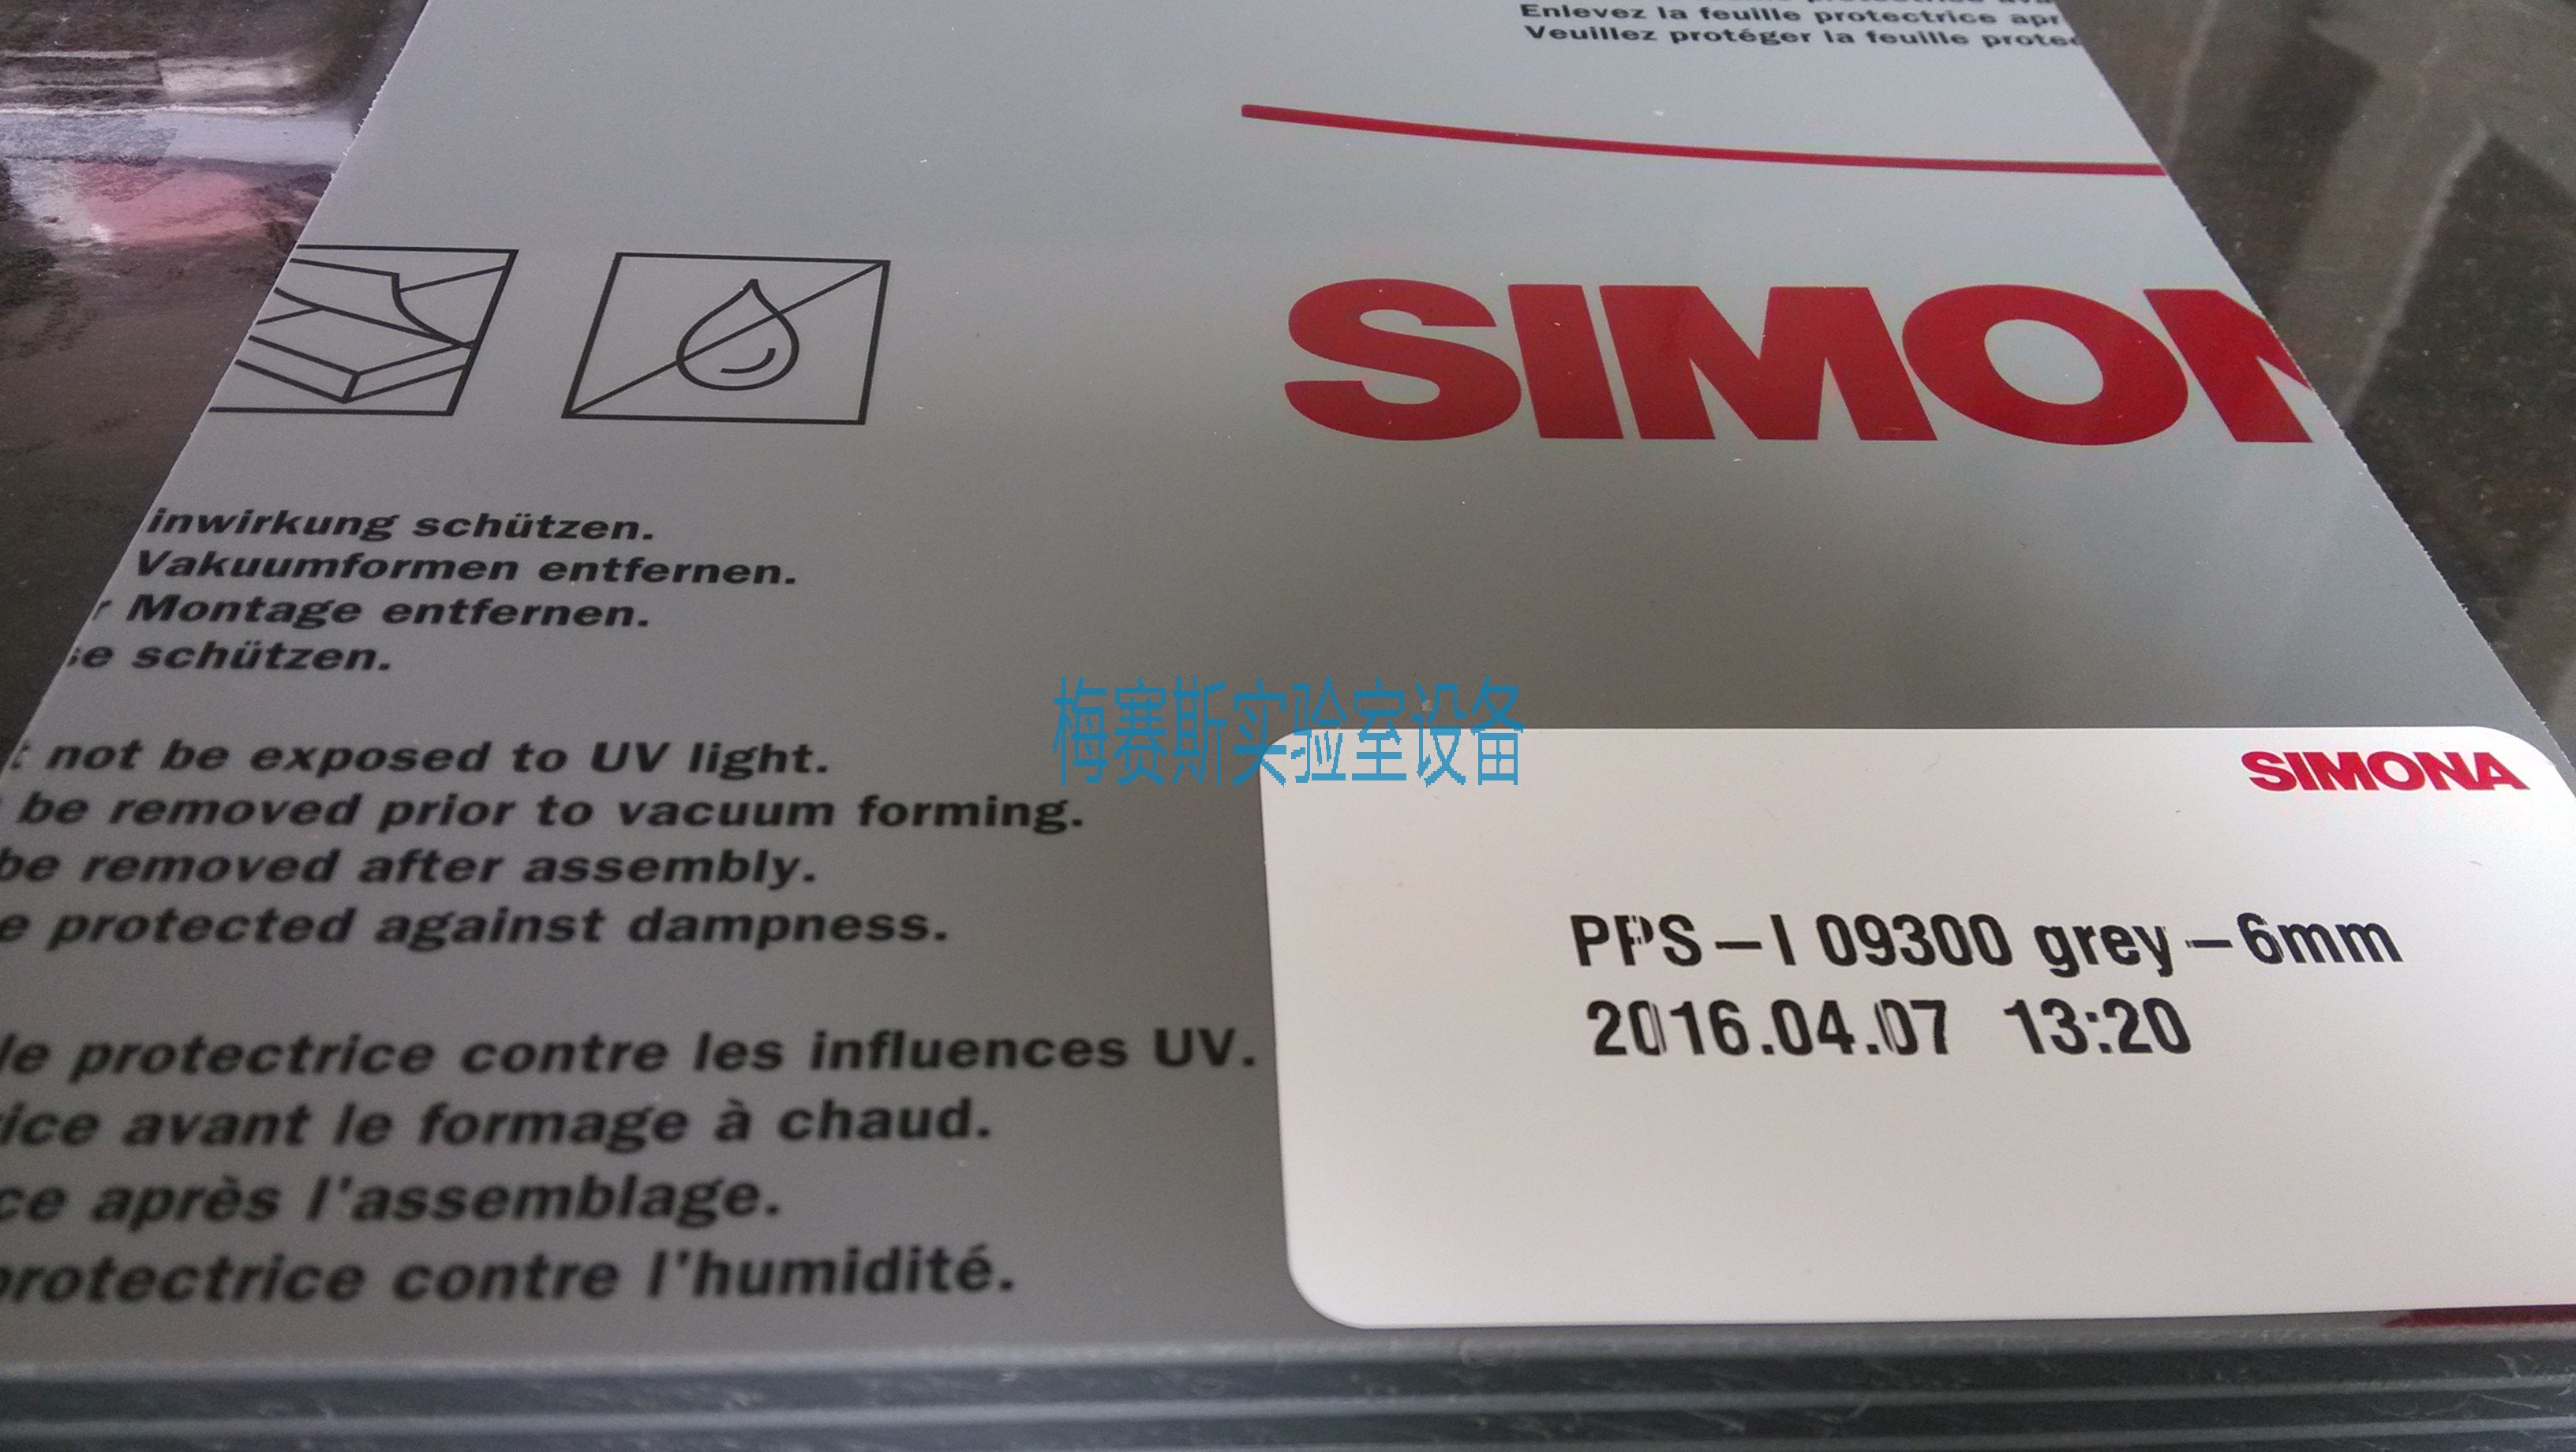 Enlevez la feuille protectrice apr
Veuillez protéger la feuille protec
SIMON
inwirkung schützen.
Vakuumformen entfernen.
r Montage entfernen.
se schützen.
梅赛斯实验室设备
not be exposed to UV light.
be removed prior to vacuum forming.
be removed after assembly.
e protected against dampness.
le protectrice contre les influences UV.
rice avant le formage à chaud.
ce après l'assemblage.
protectrice contre l'humidité.
SIMONA
PPS-I 09300 grey-6mm
2016.04.07 13:20